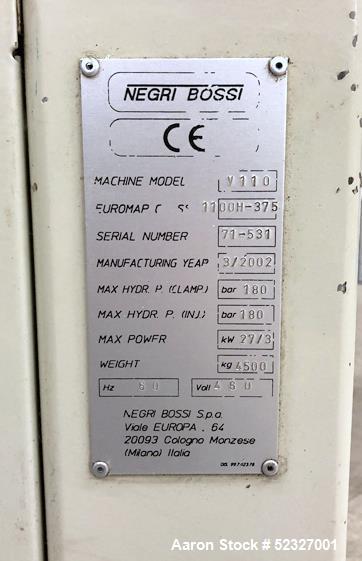 NEGRI BOSSI
CE
MACHINE MODEL V110
EUROMAP C SS 1100H-375
SERIAL NUMBER 71-531
MANUFACTURING YEAR 3/2002
MAX HYDR. P. (CLAMP) bar 180
MAX HYDR. P. (INJ.) bar 180
MAX POWER kW 27/3
WEIGHT kg 4500
Hz 60 Volt 460
NEGRI BOSSI S.p.a.
Viale EUROPA , 64
20093 Cologno Monzese
(Milano) Italia
Aaron Stock # 52327001